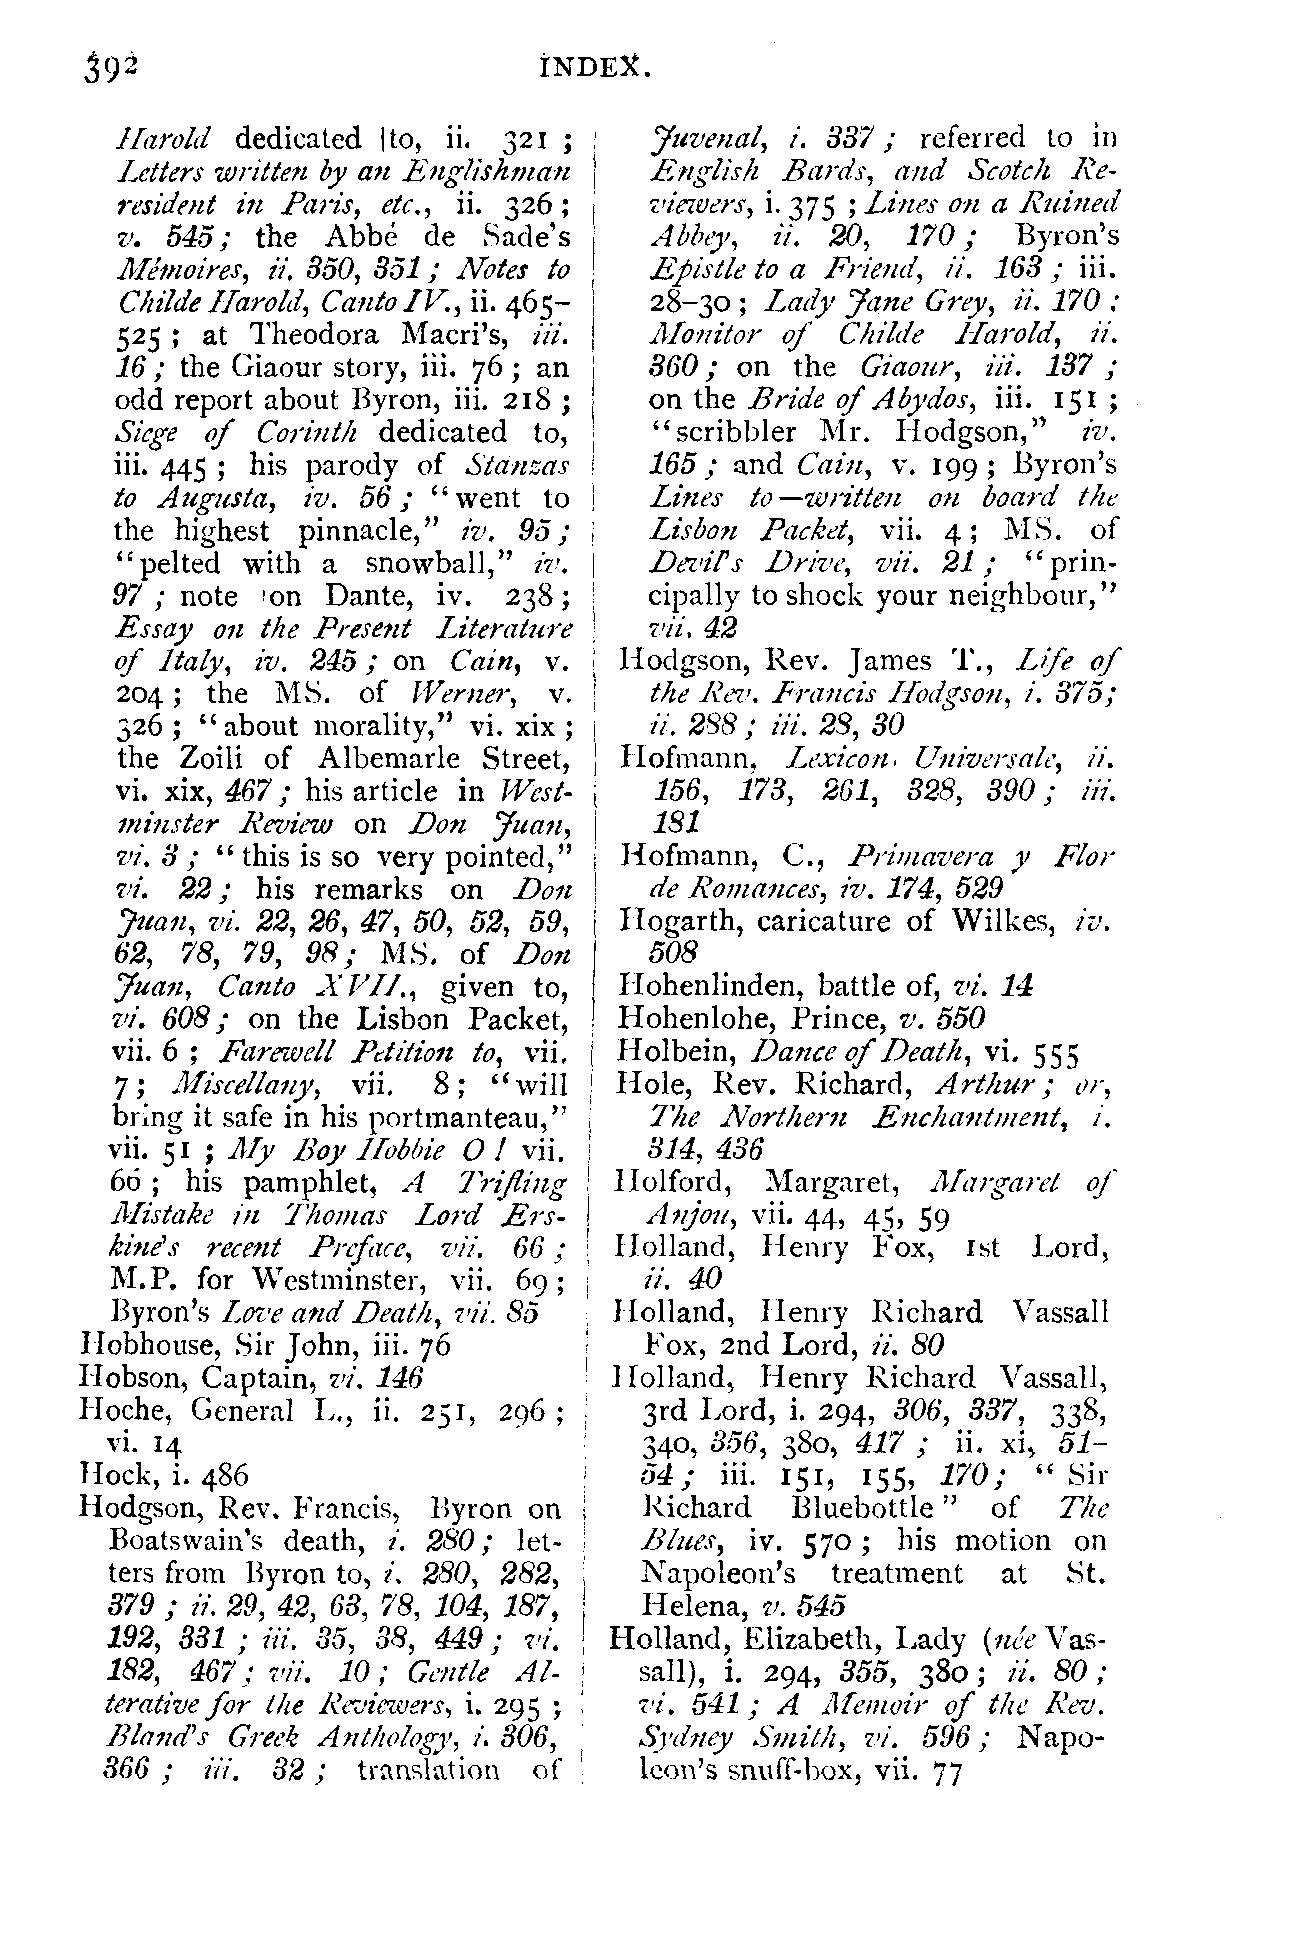 392
INDEX.
Harold dedicated to, ii. 321 ;
Letters written by an Englishman
resident in Paris, etc., ii. 326 ;
v. 545 ; the Abbé de Sade's
Mémoires, ii. 350, 351 ; Notes to
Childe Harold, Canto IV., ii. 465–
525 ; at Theodora Macri's, iii.
16 ; the Giaour story, iii. 76 ; an
odd report about Byron, iii. 218 ;
Siege of Corinth dedicated to,
iii. 445 ; his parody of Stanzas
to Augusta, iv. 56 ; "went to
the highest pinnacle," iv. 95 ;
"pelted with a snowball," iv.
97 ; note on Dante, iv. 238 ;
Essay on the Present Literature
of Italy, iv. 245 ; on Cain, v.
204 ; the MS. of Werner, v.
326 ; "about morality," vi. xix ;
the Zoili of Albemarle Street,
vi. xix, 467 ; his article in West-
minster Review on Don Juan,
vi. 3 ; "this is so very pointed,"
vi. 22 ; his remarks on Don
Juan, vi. 22, 26, 47, 50, 52, 59,
62, 78, 79, 98 ; MS. of Don
Juan, Canto XVII., given to,
vi. 608 ; on the Lisbon Packet,
vii. 6 ; Farewell Petition to, vii.
7 ; Miscellany, vii. 8 ; "will
bring it safe in his portmanteau,"
vii. 51 ; My Boy Hobbie O ! vii.
66 ; his pamphlet, A Trifling
Mistake in Thomas Lord Ers-
kine's recent Preface, vii. 66 ;
M.P. for Westminster, vii. 69 ;
Byron's Love and Death, vii. 85
Hobhouse, Sir John, iii. 76
Hobson, Captain, vi. 146
Hoche, General L., ii. 251, 296 ;
vi. 14
Hock, i. 486
Hodgson, Rev. Francis, Byron on
Boatswain's death, i. 280 ; let-
ters from Byron to, i. 280, 282,
379 ; ii. 29, 42, 63, 78, 104, 187,
192, 331 ; iii. 35, 38, 449 ; vi.
182, 467 ; vii. 10 ; Gentle Al-
terative for the Reviewers, i. 295 ;
Bland's Greek Anthology, i. 306,
366 ; iii. 32 ; translation of
Juvenal, i. 337 ; referred to in
English Bards, and Scotch Re-
viewers, i. 375 ; Lines on a Ruined
Abbey, ii. 20, 170 ; Byron's
Epistle to a Friend, ii. 163 ; iii.
28–30 ; Lady Jane Grey, ii. 170 :
Monitor of Childe Harold, ii.
360 ; on the Giaour, iii. 137 ;
on the Bride of Abydos, iii. 151 ;
"scribbler Mr. Hodgson," iv.
165 ; and Cain, v. 199 ; Byron's
Lines to—written on board the
Lisbon Packet, vii. 4 ; MS. of
Devil's Drive, vii. 21 ; "prin-
cipally to shock your neighbour,"
vii. 42
Hodgson, Rev. James T., Life of
the Rev. Francis Hodgson, i. 375;
ii. 288 ; iii. 28, 30
Hofmann, Lexicon. Universale, ii.
156, 173, 261, 328, 390 ; iii.
181
Hofmann, C., Primavera y Flor
de Romances, iv. 174, 529
Hogarth, caricature of Wilkes, iv.
508
Hohenlinden, battle of, vi. 14
Hohenlohe, Prince, v. 550
Holbein, Dance of Death, vi. 555
Hole, Rev. Richard, Arthur ; or,
The Northern Enchantment, i.
314, 436
Holford, Margaret, Margaret of
Anjou, vii. 44, 45, 59
Holland, Henry Fox, 1st Lord,
ii. 40
Holland, Henry Richard Vassall
Fox, 2nd Lord, ii. 80
Holland, Henry Richard Vassall,
3rd Lord, i. 294, 306, 337, 338,
340, 356, 380, 417 ; ii. xi, 51–
54 ; iii. 151, 155, 170 ; "Sir
Richard Bluebottle" of The
Blues, iv. 570 ; his motion on
Napoleon's treatment at St.
Helena, v. 545
Holland, Elizabeth, Lady (née Vas-
sall), i. 294, 355, 380 ; ii. 80 ;
vi. 541 ; A Memoir of the Rev.
Sydney Smith, vi. 596 ; Napo-
leon's snuff-box, vii. 77